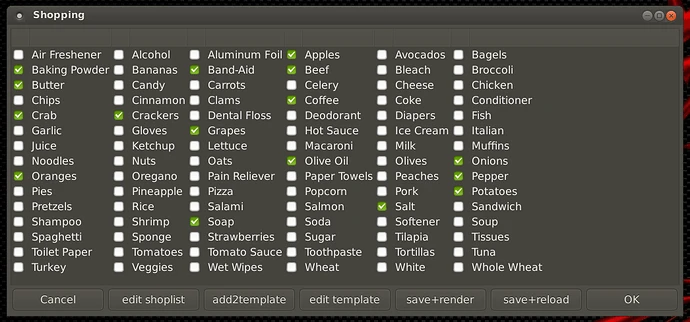 Shopping
Air Freshener Alcohol Aluminum Foil Apples Avocados Bagels
Baking Powder Bananas Band-Aid Beef Bleach Broccoli
Butter Candy Carrots Celery Cheese Chicken
Chips Cinnamon Clams Coffee Coke Conditioner
Crab Crackers Dental Floss Deodorant Diapers Fish
Garlic Gloves Grapes Hot Sauce Ice Cream Italian
Juice Ketchup Lettuce Macaroni Milk Muffins
Noodles Nuts Oats Olive Oil Olives Onions
Oranges Oregano Pain Reliever Paper Towels Peaches Pepper
Pies Pineapple Pizza Popcorn Pork Potatoes
Pretzels Rice Salami Salmon Salt Sandwich
Shampoo Shrimp Soap Soda Softener Soup
Spaghetti Sponge Strawberries Sugar Tilapia Tissues
Toilet Paper Tomatoes Tomato Sauce Toothpaste Tortillas Tuna
Turkey Veggies Wet Wipes Wheat White Whole Wheat
Cancel edit shoplist add2template edit template save+render save+reload OK